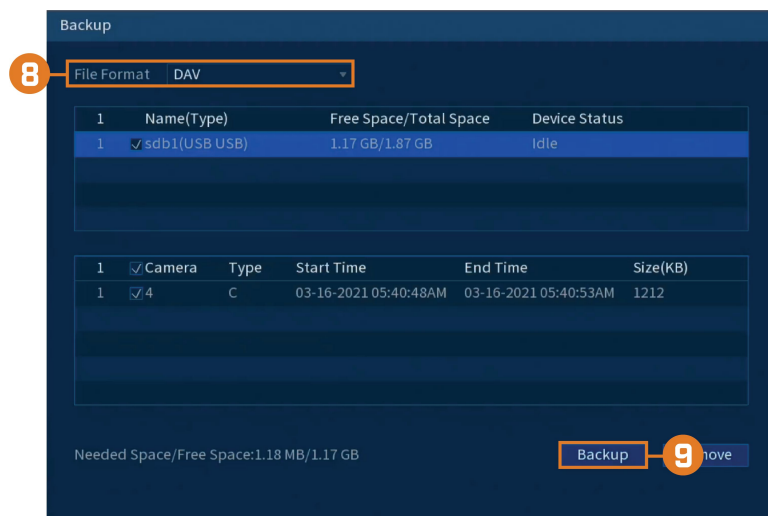 Backup
8
File Format DAV
1 Name(Type) Free Space/Total Space Device Status
1 sdb1(USB USB) 1.17 GB/1.87 GB Idle
1 Camera Type Start Time End Time Size(KB)
1 4 C 03-16-2021 05:40:48AM 03-16-2021 05:40:53AM 1212
Needed Space/Free Space:1.18 MB/1.17 GB Backup 9